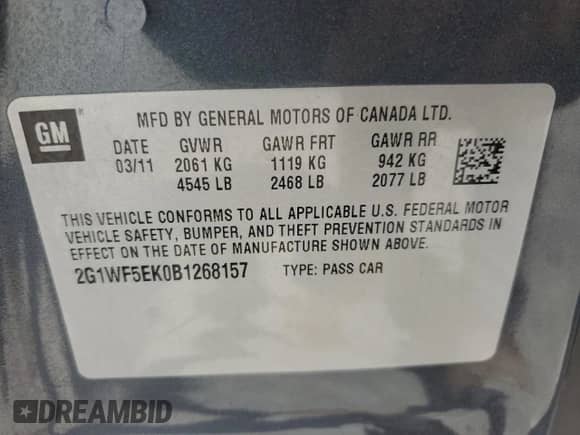 GM
MFD BY GENERAL MOTORS OF CANADA LTD.
DATE GVWR GAWR FRT GAWR RR
03/11 2061 KG 1119 KG 942 KG
4545 LB 2468 LB 2077 LB
THIS VEHICLE CONFORMS TO ALL APPLICABLE U.S. FEDERAL MOTOR
VEHICLE SAFETY, BUMPER, AND THEFT PREVENTION STANDARDS IN
EFFECT ON THE DATE OF MANUFACTURE SHOWN ABOVE.
2G1WF5EK0B1268157 TYPE: PASS CAR
DREAMBID